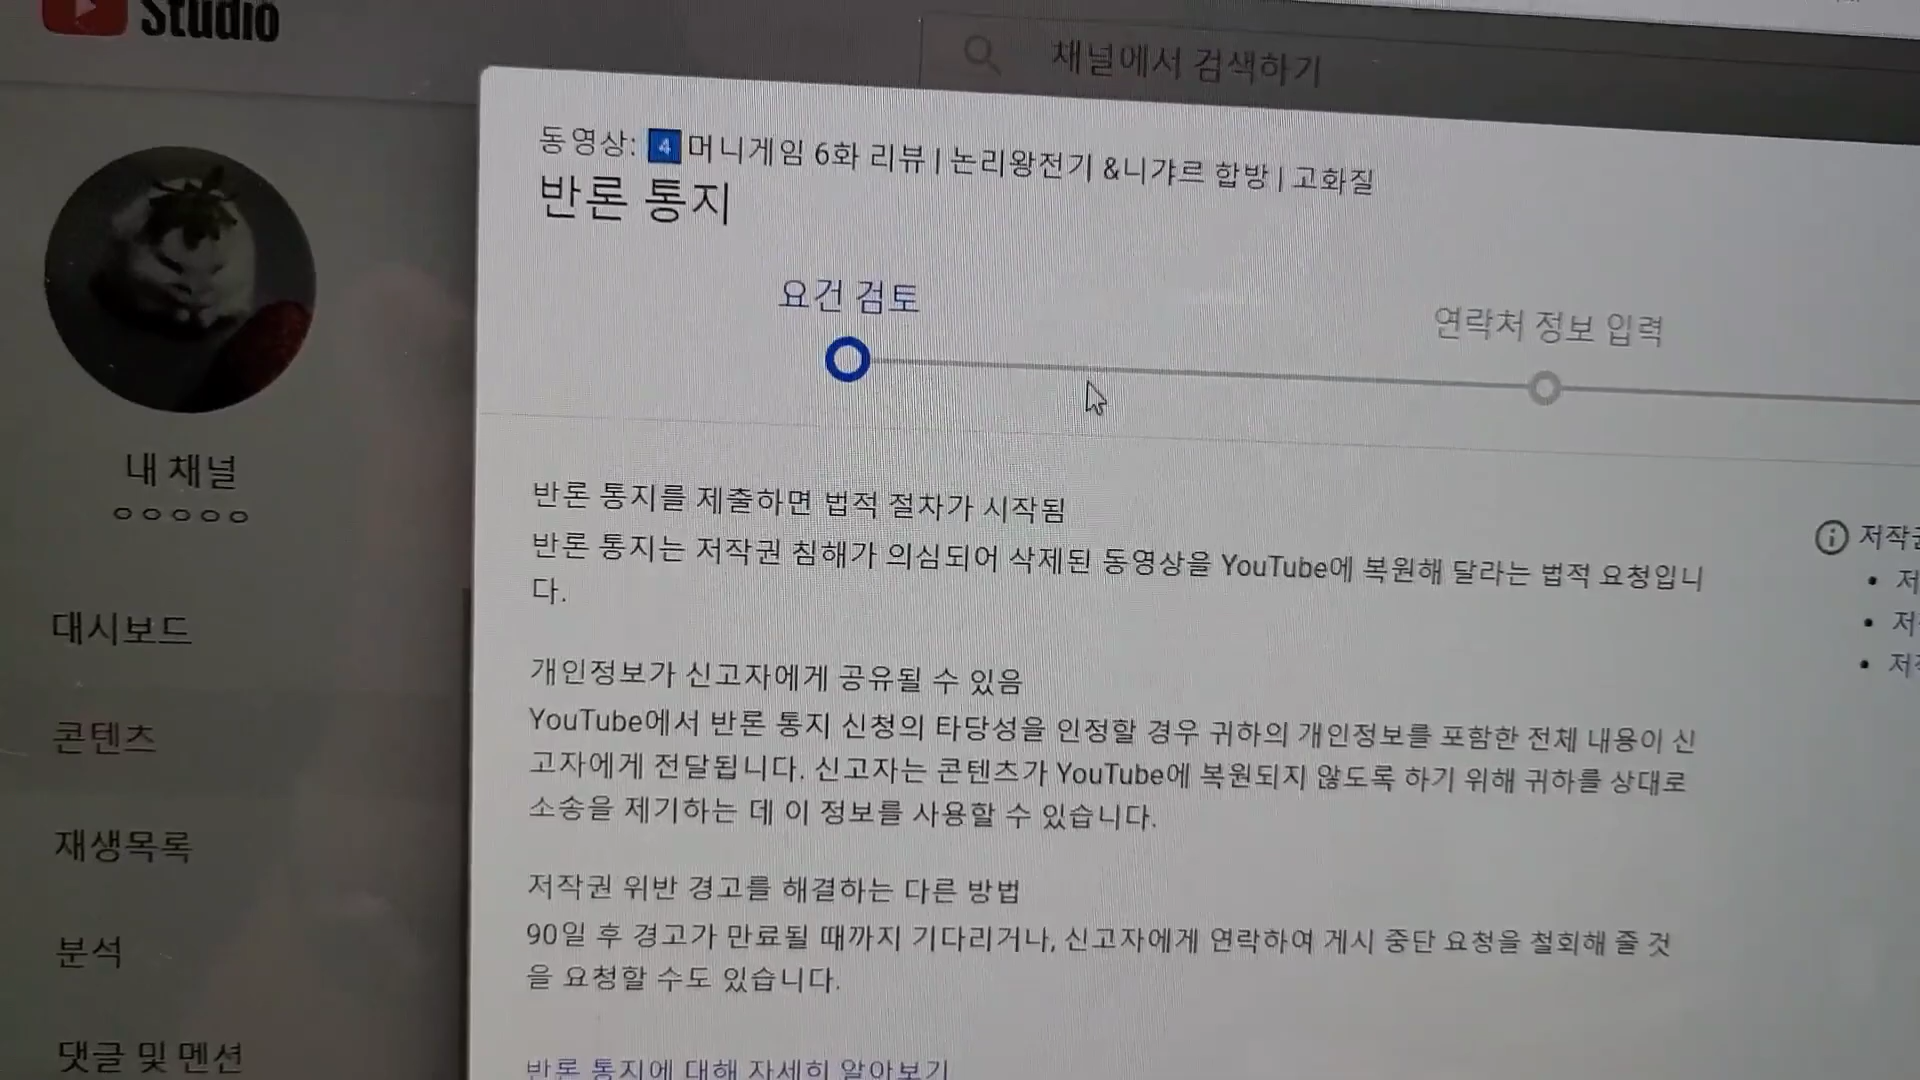 Studio
채널에서 검색하기
동영상: 4 머니게임 6화 리뷰 | 논리왕전기 &니갸르 합방 | 고화질
반론 통지
요건 검토
연락처 정보 입력
내 채널
ㅇㅇㅇㅇㅇ
대시보드
콘텐츠
재생목록
분석
댓글 및 멘션
반론 통지를 제출하면 법적 절차가 시작됨
반론 통지는 저작권 침해가 의심되어 삭제된 동영상을 YouTube에 복원해 달라는 법적 요청입니
다.
개인정보가 신고자에게 공유될 수 있음
YouTube에서 반론 통지 신청의 타당성을 인정할 경우 귀하의 개인정보를 포함한 전체 내용이 신
고자에게 전달됩니다. 신고자는 콘텐츠가 YouTube에 복원되지 않도록 하기 위해 귀하를 상대로
소송을 제기하는 데 이 정보를 사용할 수 있습니다.
저작권 위반 경고를 해결하는 다른 방법
90일 후 경고가 만료될 때까지 기다리거나, 신고자에게 연락하여 게시 중단 요청을 철회해 줄 것
을 요청할 수도 있습니다.
반론 통지에 대해 자세히 알아보기